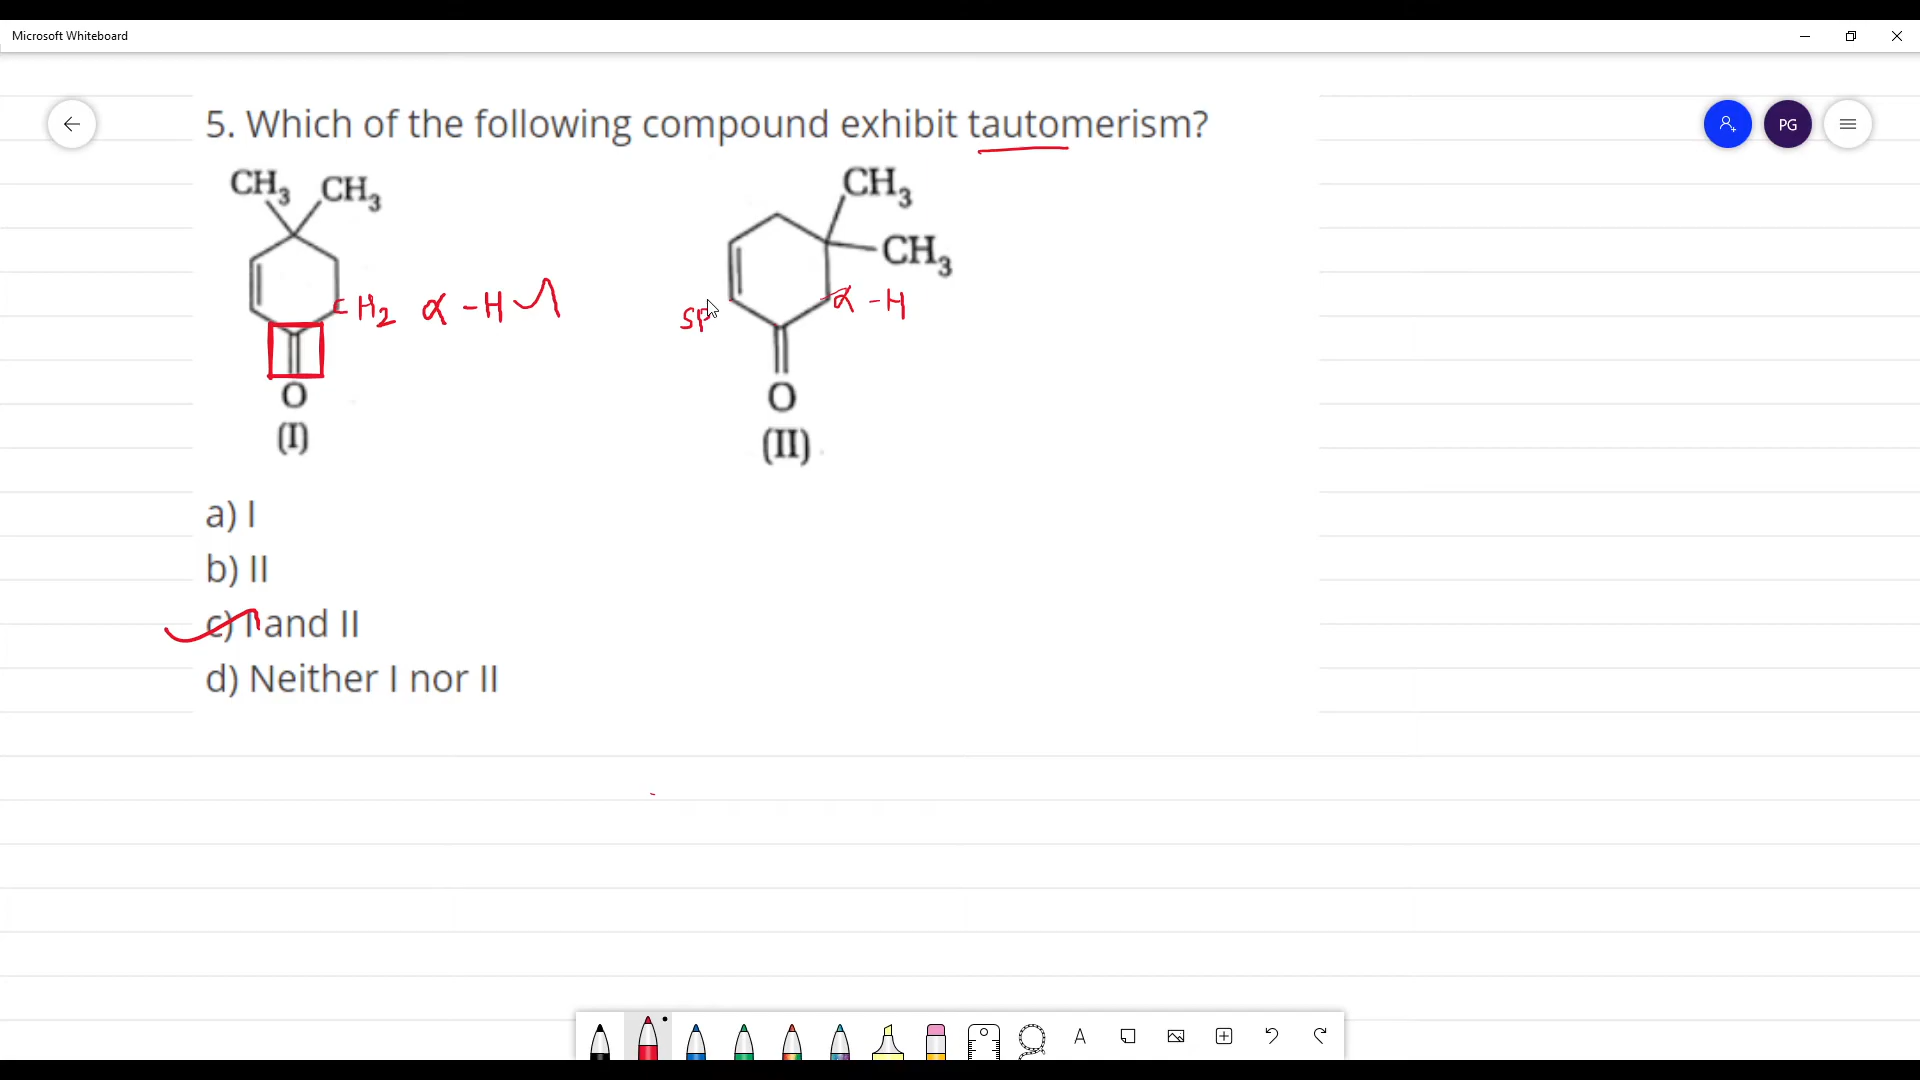 Microsoft Whiteboard
5. Which of the following compound exhibit tautomerism?
PG
CH3 CH3
CH3
CH3
CH2 α-H
α-H
O
(I)
O
(II)
a) I
b) II
c) I and II
d) Neither I nor II
A